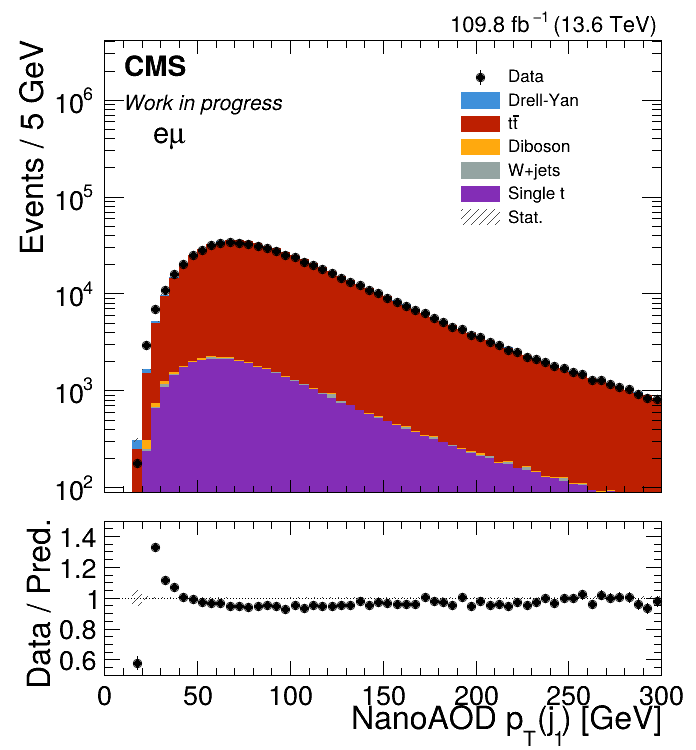 109.8 fb⁻¹ (13.6 TeV)
CMS
Work in progress
eμ
Data
Drell-Yan
tt̅
Diboson
W+jets
Single t
Stat.
Events / 5 GeV
10⁶
10⁵
10⁴
10³
10²
Data / Pred.
1.4
1.2
1
0.8
0.6
0 50 100 150 200 250 300
NanoAOD p_T(j_1) [GeV]